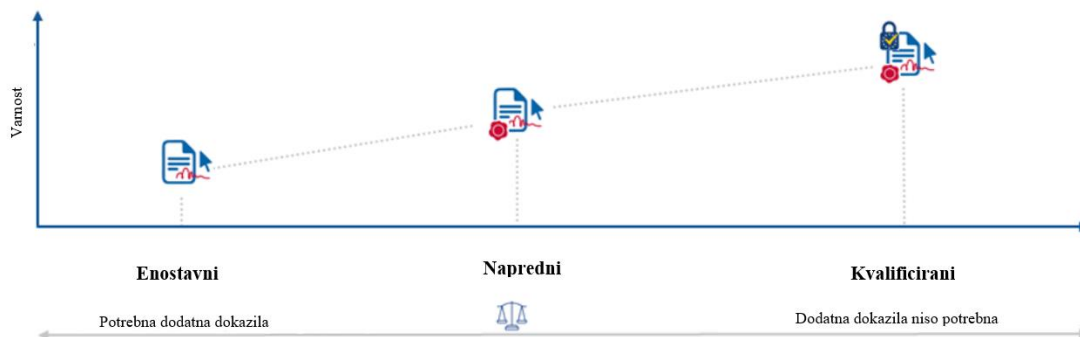 Varnost
Enostavni
Napredni
Kvalificirani
Potrebna dodatna dokazila
Dodatna dokazila niso potrebna